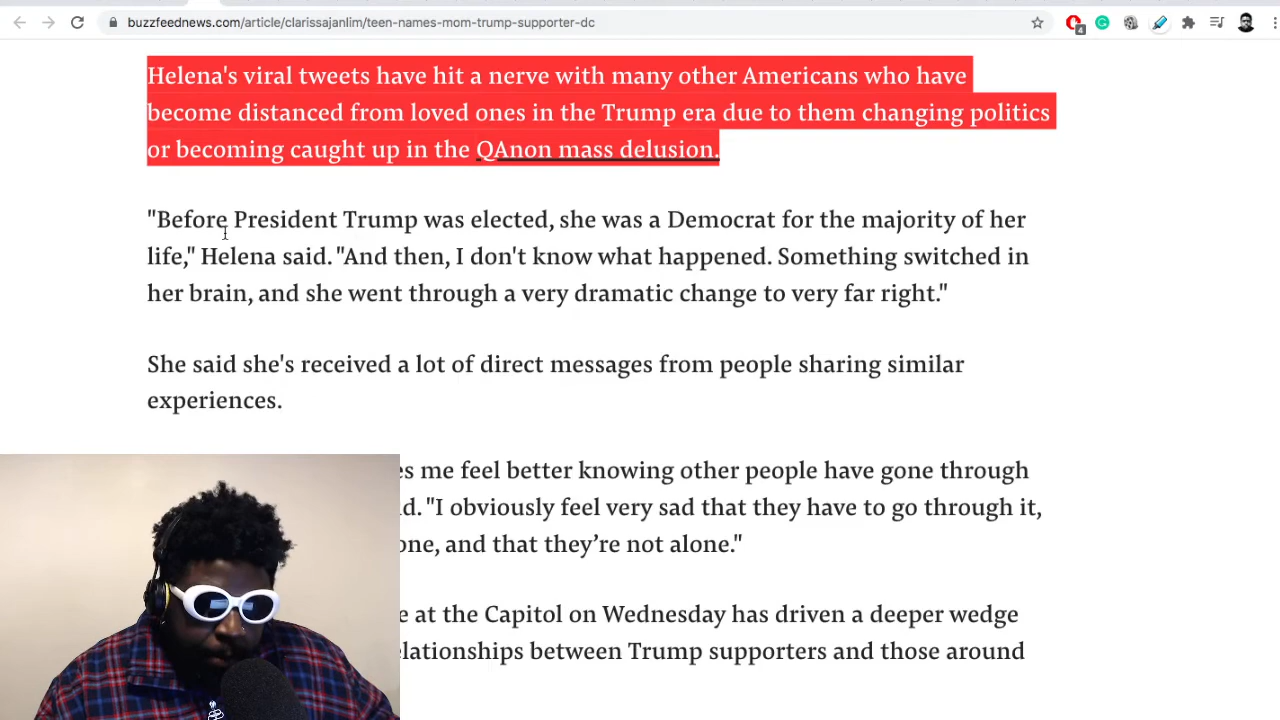 buzzfeednews.com/article/clarissajanlim/teen-names-mom-trump-supporter-dc
4
Helena's viral tweets have hit a nerve with many other Americans who have
become distanced from loved ones in the Trump era due to them changing politics
or becoming caught up in the QAnon mass delusion.
"Before President Trump was elected, she was a Democrat for the majority of her
life," Helena said. "And then, I don't know what happened. Something switched in
her brain, and she went through a very dramatic change to very far right."
She said she's received a lot of direct messages from people sharing similar
experiences.
me feel better knowing other people have gone through
"I obviously feel very sad that they have to go through it,
and that they’re not alone."
at the Capitol on Wednesday has driven a deeper wedge
between Trump supporters and those around